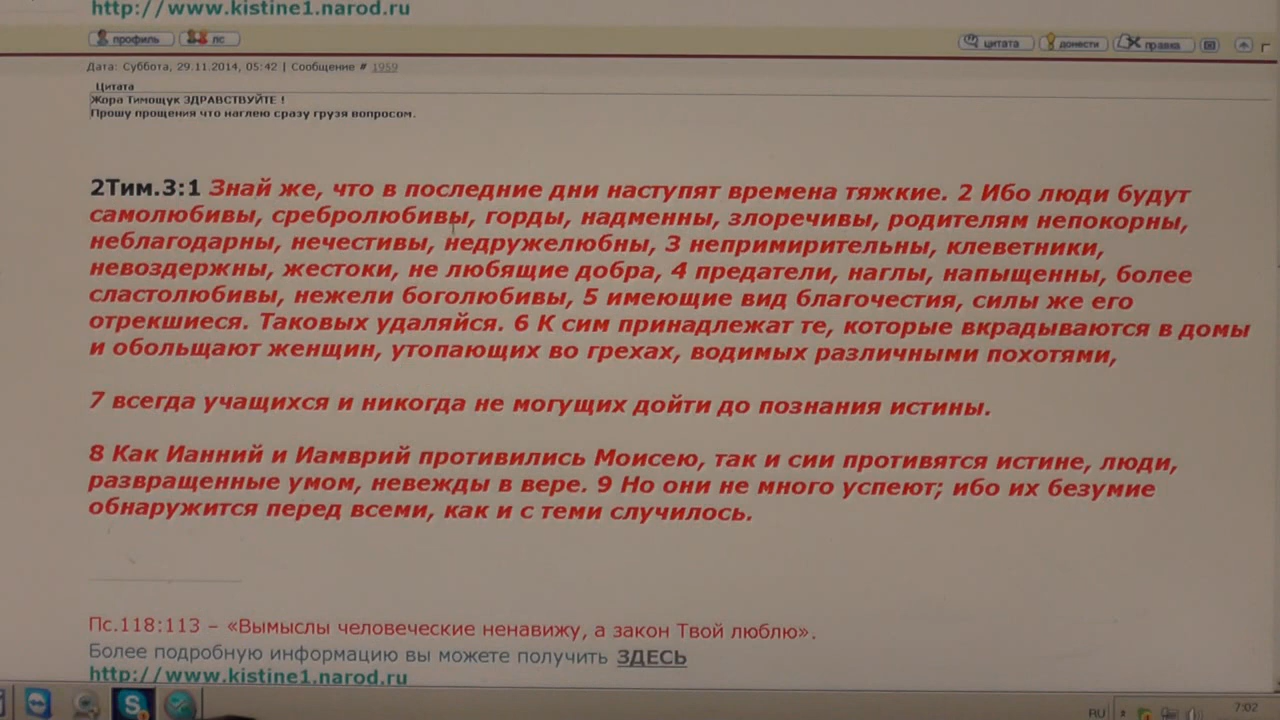 http://www.kistine1.narod.ru
профиль лс цитата донести правка
Дата: Суббота, 29.11.2014, 05:42 | Сообщение # 1959
Цитата
Жора Тимощук ЗДРАВСТВУЙТЕ !
Прошу прощения что наглею сразу грузя вопросом.
2Тим.3:1 Знай же, что в последние дни наступят времена тяжкие. 2 Ибо люди будут
самолюбивы, сребролюбивы, горды, надменны, злоречивы, родителям непокорны,
неблагодарны, нечестивы, недружелюбны, 3 непримирительны, клеветники,
невоздержны, жестоки, не любящие добра, 4 предатели, наглы, напыщенны, более
сластолюбивы, нежели боголюбивы, 5 имеющие вид благочестия, силы же его
отрекшиеся. Таковых удаляйся. 6 К сим принадлежат те, которые вкрадываются в домы
и обольщают женщин, утопающих во грехах, водимых различными похотями,
7 всегда учащихся и никогда не могущих дойти до познания истины.
8 Как Ианний и Иамврий противились Моисею, так и сии противятся истине, люди,
развращенные умом, невежды в вере. 9 Но они не много успеют; ибо их безумие
обнаружится перед всеми, как и с теми случилось.
Пс.118:113 – «Вымыслы человеческие ненавижу, а закон Твой люблю».
Более подробную информацию вы можете получить ЗДЕСЬ
http://www.kistine1.narod.ru
RU 7:02